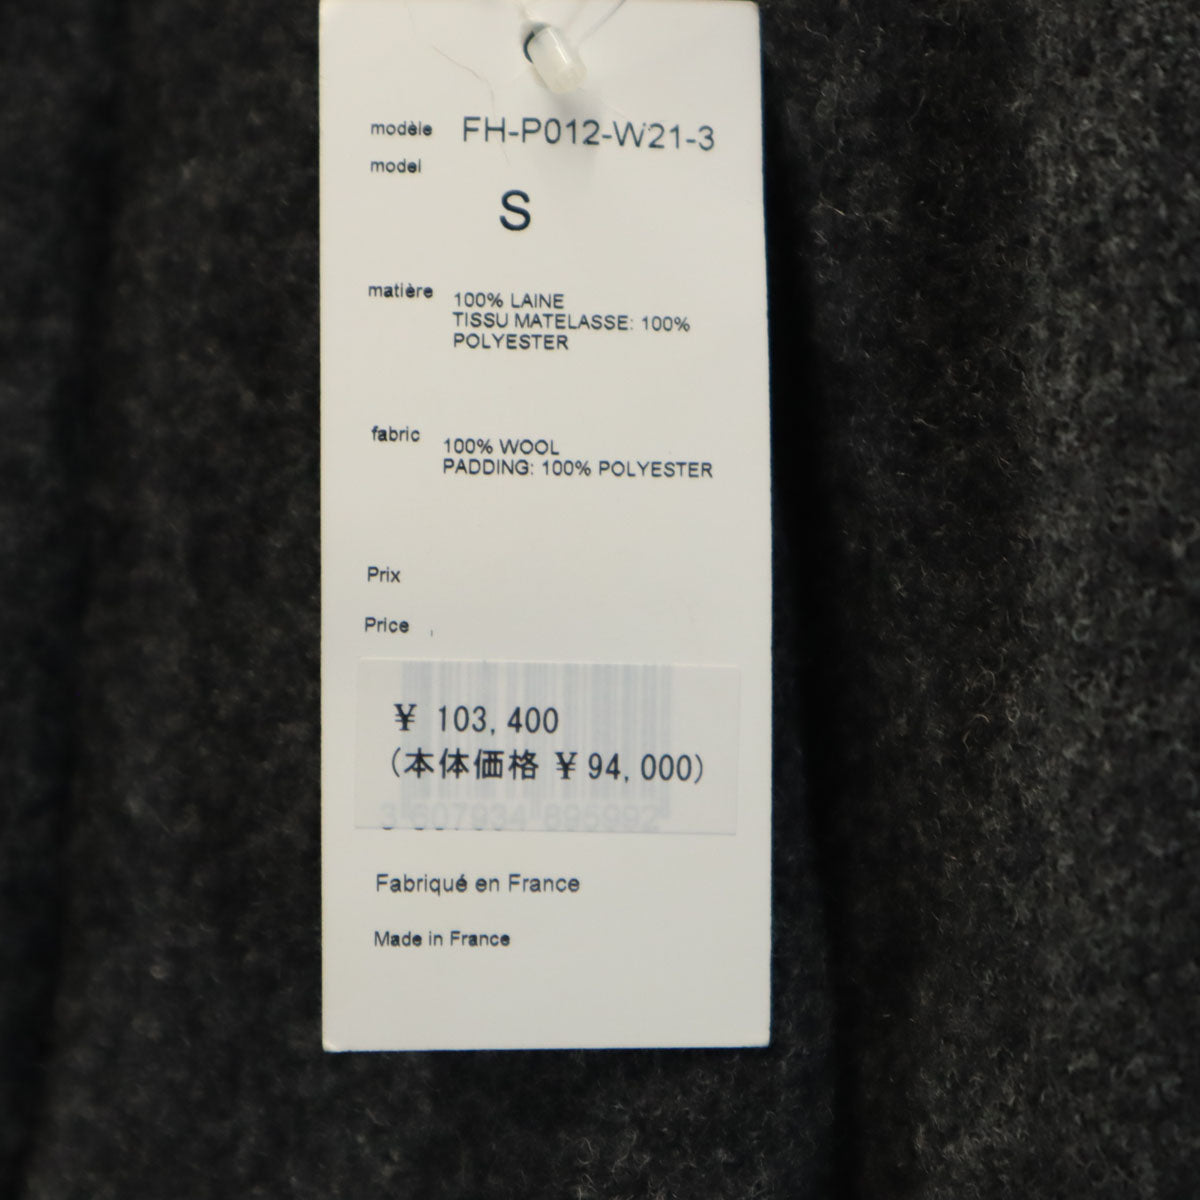 modèle FH-P012-W21-3
model
S
matière 100% LAINE
TISSU MATELASSE: 100%
POLYESTER
fabric 100% WOOL
PADDING: 100% POLYESTER
Prix
Price
¥ 103,400
(本体価格 ¥ 94,000)
3 607934 895992
Fabriqué en France
Made in France